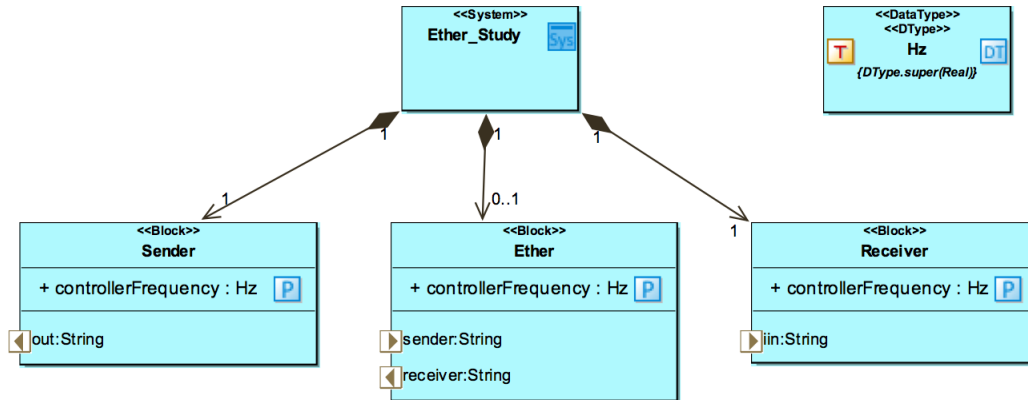 <<System>>
Ether_Study
Sys
<<DataType>>
<<DType>>
T
Hz
DT
{DType.super(Real)}
1
1
1
1
0..1
1
<<Block>>
Sender
+ controllerFrequency : Hz
P
out:String
<<Block>>
Ether
+ controllerFrequency : Hz
P
sender:String
receiver:String
<<Block>>
Receiver
+ controllerFrequency : Hz
P
iin:String